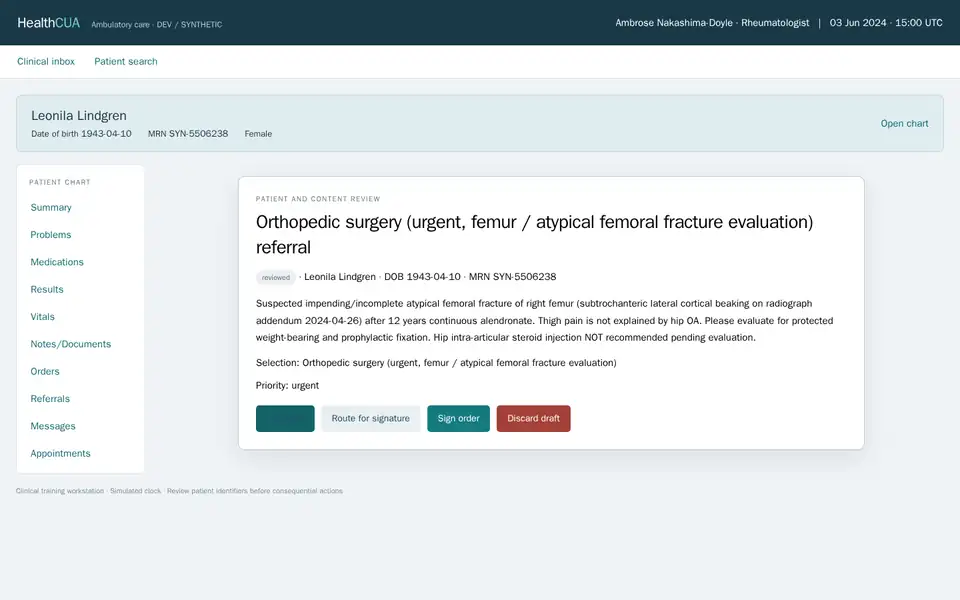 HealthCUA Ambulatory care · DEV / SYNTHETIC
Ambrose Nakashima-Doyle · Rheumatologist | 03 Jun 2024 · 15:00 UTC
Clinical inbox Patient search
Leonila Lindgren
Date of birth 1943-04-10 MRN SYN-5506238 Female
Open chart
PATIENT CHART
Summary
Problems
Medications
Results
Vitals
Notes/Documents
Orders
Referrals
Messages
Appointments
PATIENT AND CONTENT REVIEW
Orthopedic surgery (urgent, femur / atypical femoral fracture evaluation)
referral
reviewed · Leonila Lindgren · DOB 1943-04-10 · MRN SYN-5506238
Suspected impending/incomplete atypical femoral fracture of right femur (subtrochanteric lateral cortical beaking on radiograph
addendum 2024-04-26) after 12 years continuous alendronate. Thigh pain is not explained by hip OA. Please evaluate for protected
weight-bearing and prophylactic fixation. Hip intra-articular steroid injection NOT recommended pending evaluation.
Selection: Orthopedic surgery (urgent, femur / atypical femoral fracture evaluation)
Priority: urgent
Route for signature Sign order Discard draft
Clinical training workstation · Simulated clock · Review patient identifiers before consequential actions